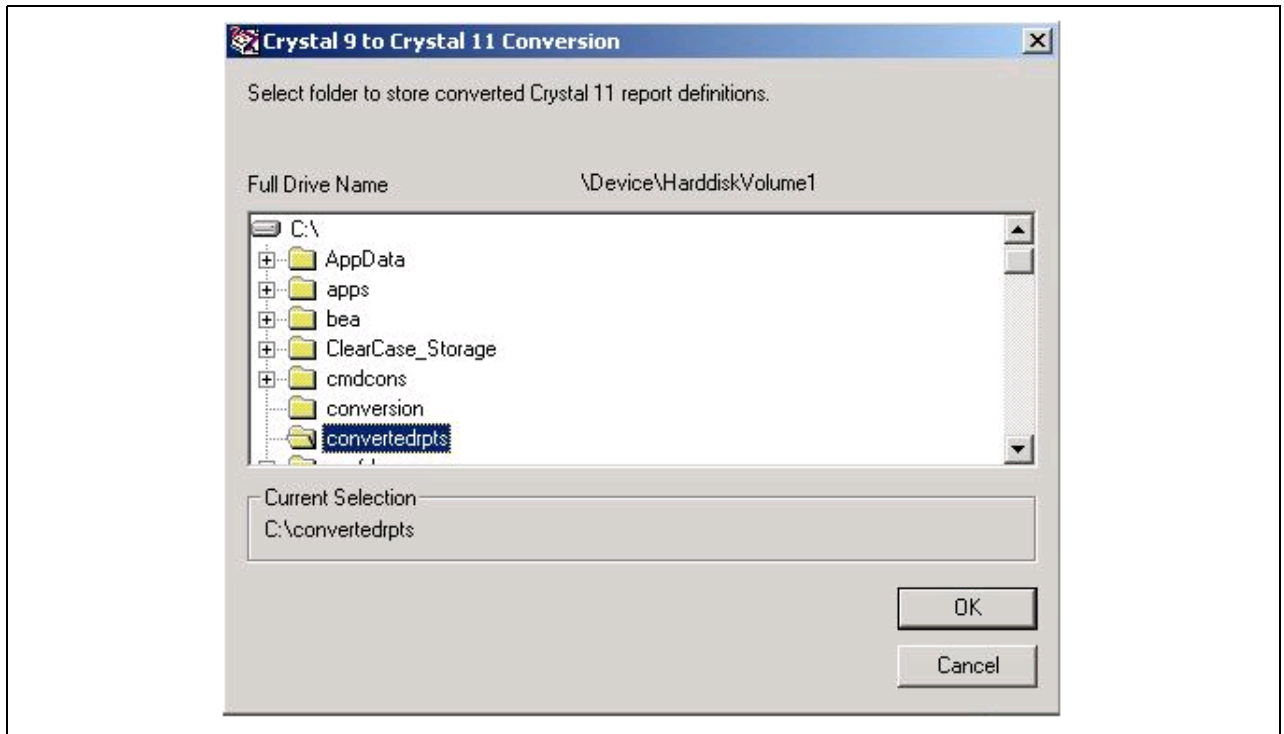 Crystal 9 to Crystal 11 Conversion
Select folder to store converted Crystal 11 report definitions.
Full Drive Name \Device\HarddiskVolume1
C:\
AppData
apps
bea
ClearCase_Storage
cmdcons
conversion
convertedrpts
Current Selection
C:\convertedrpts
OK
Cancel